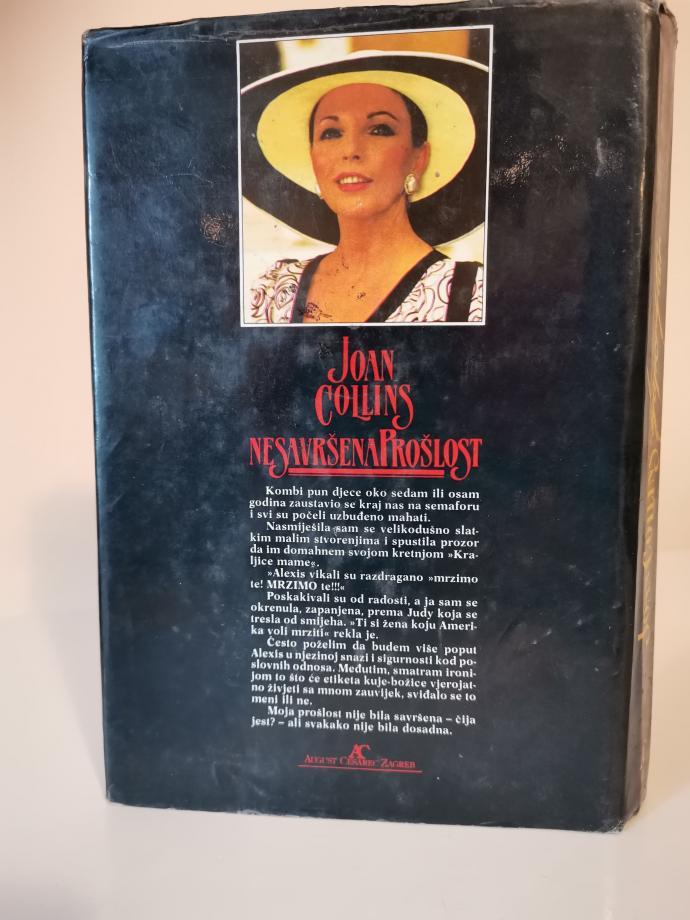 JOAN
COLLINS
NESAVRŠENA PROŠLOST
Kombi pun djece oko sedam ili osam
godina zaustavio se kraj nas na semaforu
i svi su počeli uzbuđeno mahati.
Nasmiješila sam se velikodušno slat-
kim malim stvorenjima i spustila prozor
da im domahnem svojom kretnjom »Kra-
ljice mame«.
»Alexis vikali su razdragano »mrzimo
te! MRZIMO te!!!«
Poskakivali su od radosti, a ja sam se
okrenula, zapanjena, prema Judy koja se
tresla od smijeha. »Ti si žena koju Ameri-
ka voli mrziti« rekla je.
Često poželim da budem više poput
Alexis u njezinoj snazi i sigurnosti kod po-
slovnih odnosa. Međutim, smatram ironi-
jom to što će etiketa kuje-božice vjerojat-
no živjeti sa mnom zauvijek, sviđalo se to
meni ili ne.
Moja prošlost nije bila savršena – čija
jest? – ali svakako nije bila dosadna.
AC
AUGUST CESAREC ZAGREB